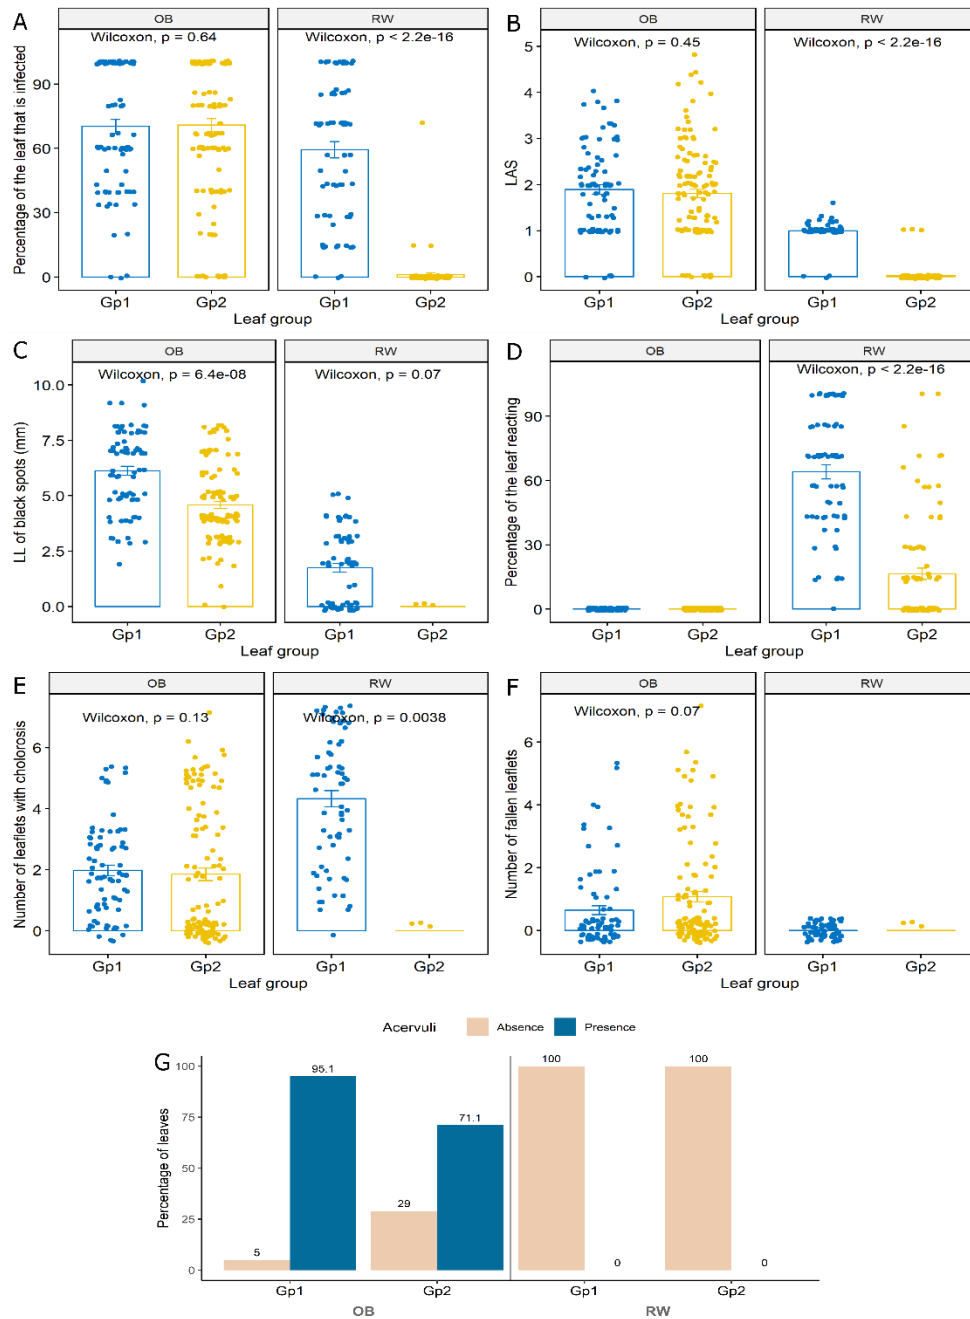 A
OB
RW
Wilcoxon, p = 0.64
Wilcoxon, p < 2.2e-16
Percentage of the leaf that is infected
90
60
30
0
Gp1
Gp2
Gp1
Gp2
Leaf group
B
OB
RW
Wilcoxon, p = 0.45
Wilcoxon, p < 2.2e-16
LAS
5
4
3
2
1
0
Gp1
Gp2
Gp1
Gp2
Leaf group
C
OB
RW
Wilcoxon, p = 6.4e-08
Wilcoxon, p = 0.07
LL of black spots (mm)
10.0
7.5
5.0
2.5
0.0
Gp1
Gp2
Gp1
Gp2
Leaf group
D
OB
RW
Wilcoxon, p < 2.2e-16
Percentage of the leaf reacting
90
60
30
0
Gp1
Gp2
Gp1
Gp2
Leaf group
E
OB
RW
Wilcoxon, p = 0.13
Wilcoxon, p = 0.0038
Number of leaflets with cholorosis
6
4
2
0
Gp1
Gp2
Gp1
Gp2
Leaf group
F
OB
RW
Wilcoxon, p = 0.07
Number of fallen leaflets
6
4
2
0
Gp1
Gp2
Gp1
Gp2
Leaf group
Acervuli
Absence
Presence
G
Percentage of leaves
100
75
50
25
0
5
95.1
29
71.1
100
0
100
0
Gp1
Gp2
Gp1
Gp2
OB
RW